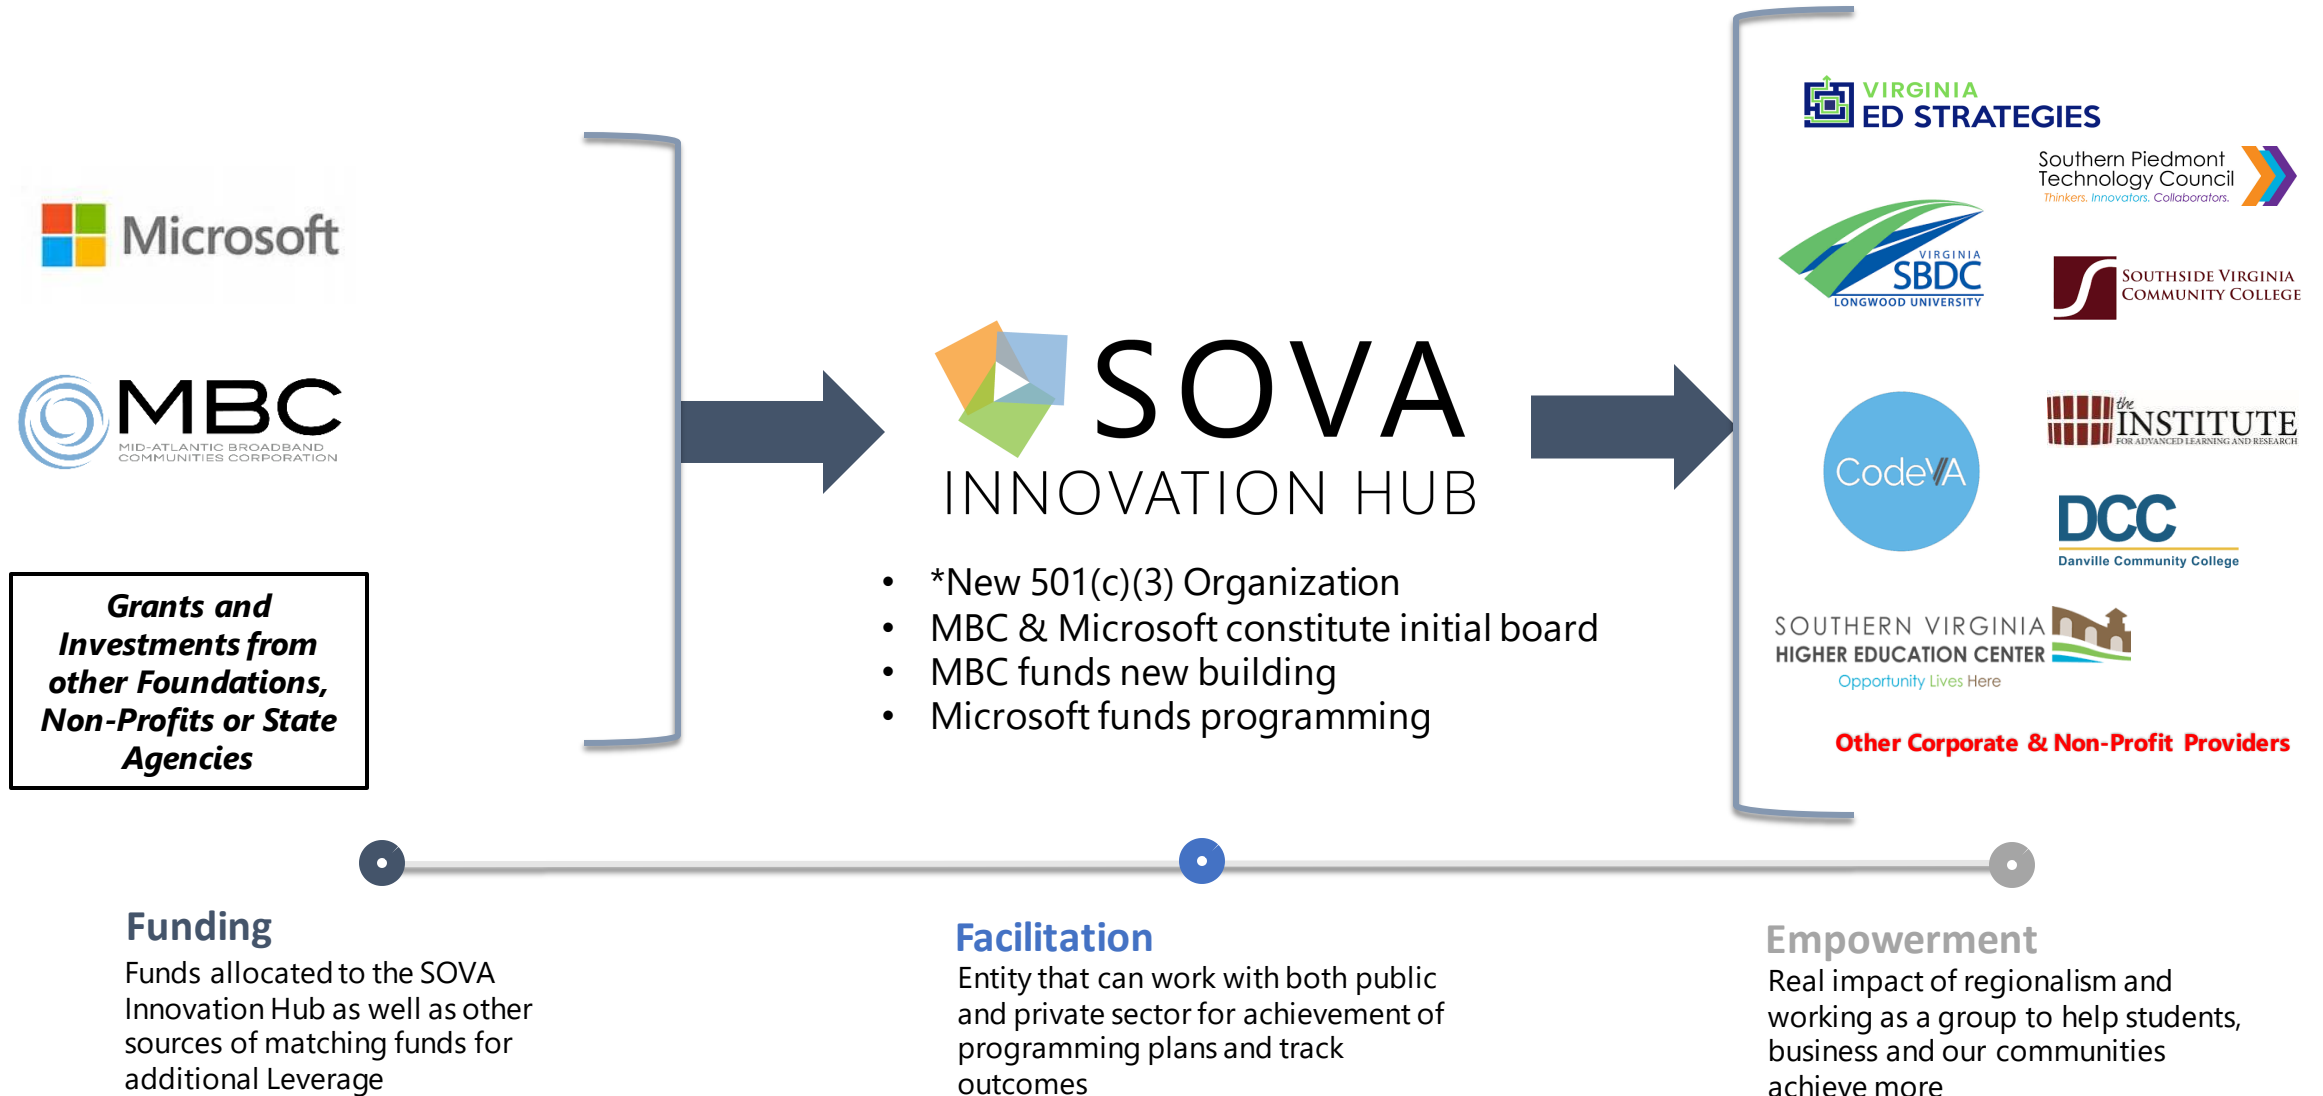 Microsoft
MBC
MID-ATLANTIC BROADBAND
COMMUNITIES CORPORATION
Grants and
Investments from
other Foundations,
Non-Profits or State
Agencies
SOVA
INNOVATION HUB
• *New 501(c)(3) Organization
• MBC & Microsoft constitute initial board
• MBC funds new building
• Microsoft funds programming
VIRGINIA
ED STRATEGIES
Southern Piedmont
Technology Council
Thinkers. Innovators. Collaborators.
VIRGINIA
SBDC
LONGWOOD UNIVERSITY
SOUTHSIDE VIRGINIA
COMMUNITY COLLEGE
CodeVA
the
INSTITUTE
FOR ADVANCED LEARNING AND RESEARCH
DCC
Danville Community College
SOUTHERN VIRGINIA
HIGHER EDUCATION CENTER
Opportunity Lives Here
Other Corporate & Non-Profit Providers
Funding
Funds allocated to the SOVA
Innovation Hub as well as other
sources of matching funds for
additional Leverage
Facilitation
Entity that can work with both public
and private sector for achievement of
programming plans and track
outcomes
Empowerment
Real impact of regionalism and
working as a group to help students,
business and our communities
achieve more